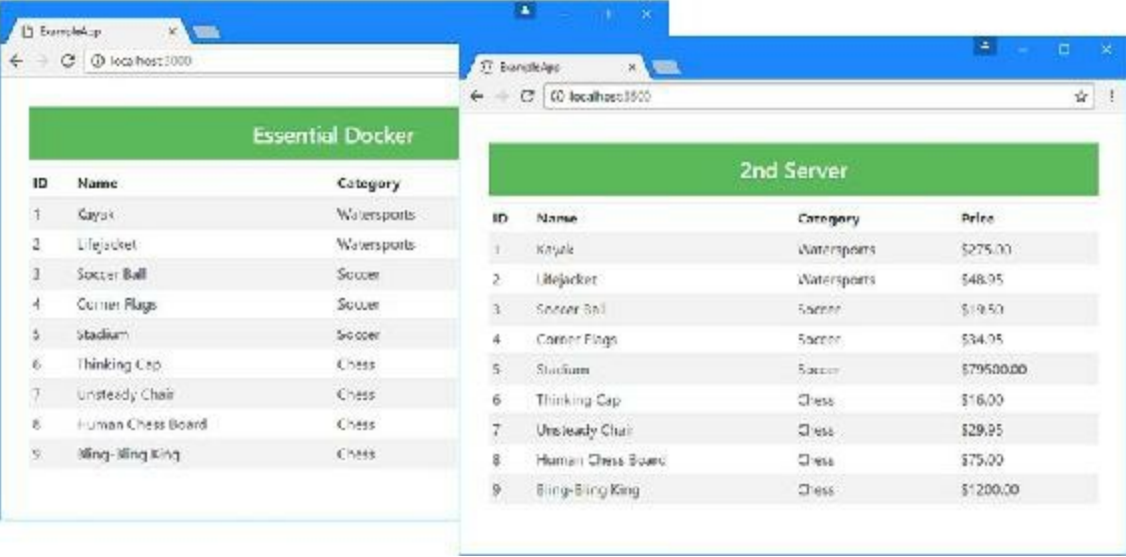 ExampleApp
localhost:3000
Essential Docker
ID Name Category
1 Kayak Watersports
2 Lifejacket Watersports
3 Soccer Ball Soccer
4 Corner Flags Soccer
5 Stadium Soccer
6 Thinking Cap Chess
7 Unsteady Chair Chess
8 Human Chess Board Chess
9 Bling-Bling King Chess
ExampleApp
localhost:3500
2nd Server
ID Name Category Price
1 Kayak Watersports $275.00
2 Lifejacket Watersports $48.95
3 Soccer Ball Soccer $19.50
4 Corner Flags Soccer $34.95
5 Stadium Soccer $79500.00
6 Thinking Cap Chess $16.00
7 Unsteady Chair Chess $29.95
8 Human Chess Board Chess $75.00
9 Bling-Bling King Chess $1200.00